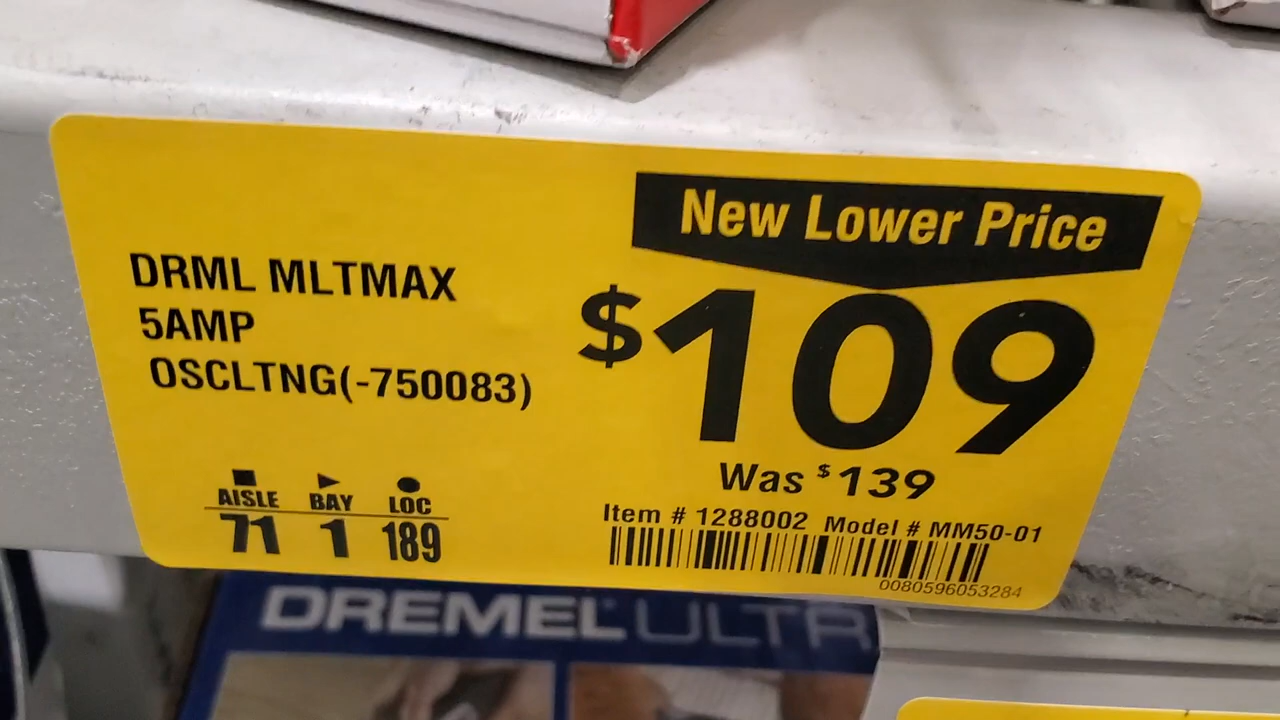 New Lower Price
DRML MLTMAX
5AMP
OSCLTNG(-750083)
$109
Was $139
AISLE BAY LOC
71 1 189
Item # 1288002 Model # MM50-01
0080596053284
DREMEL ULTR